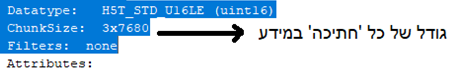 Datatype:   H5T_STD_U16LE (uint16)
ChunkSize:  3x7680
גודל של כל 'חתיכה' במידע
Filters:  none
Attributes: